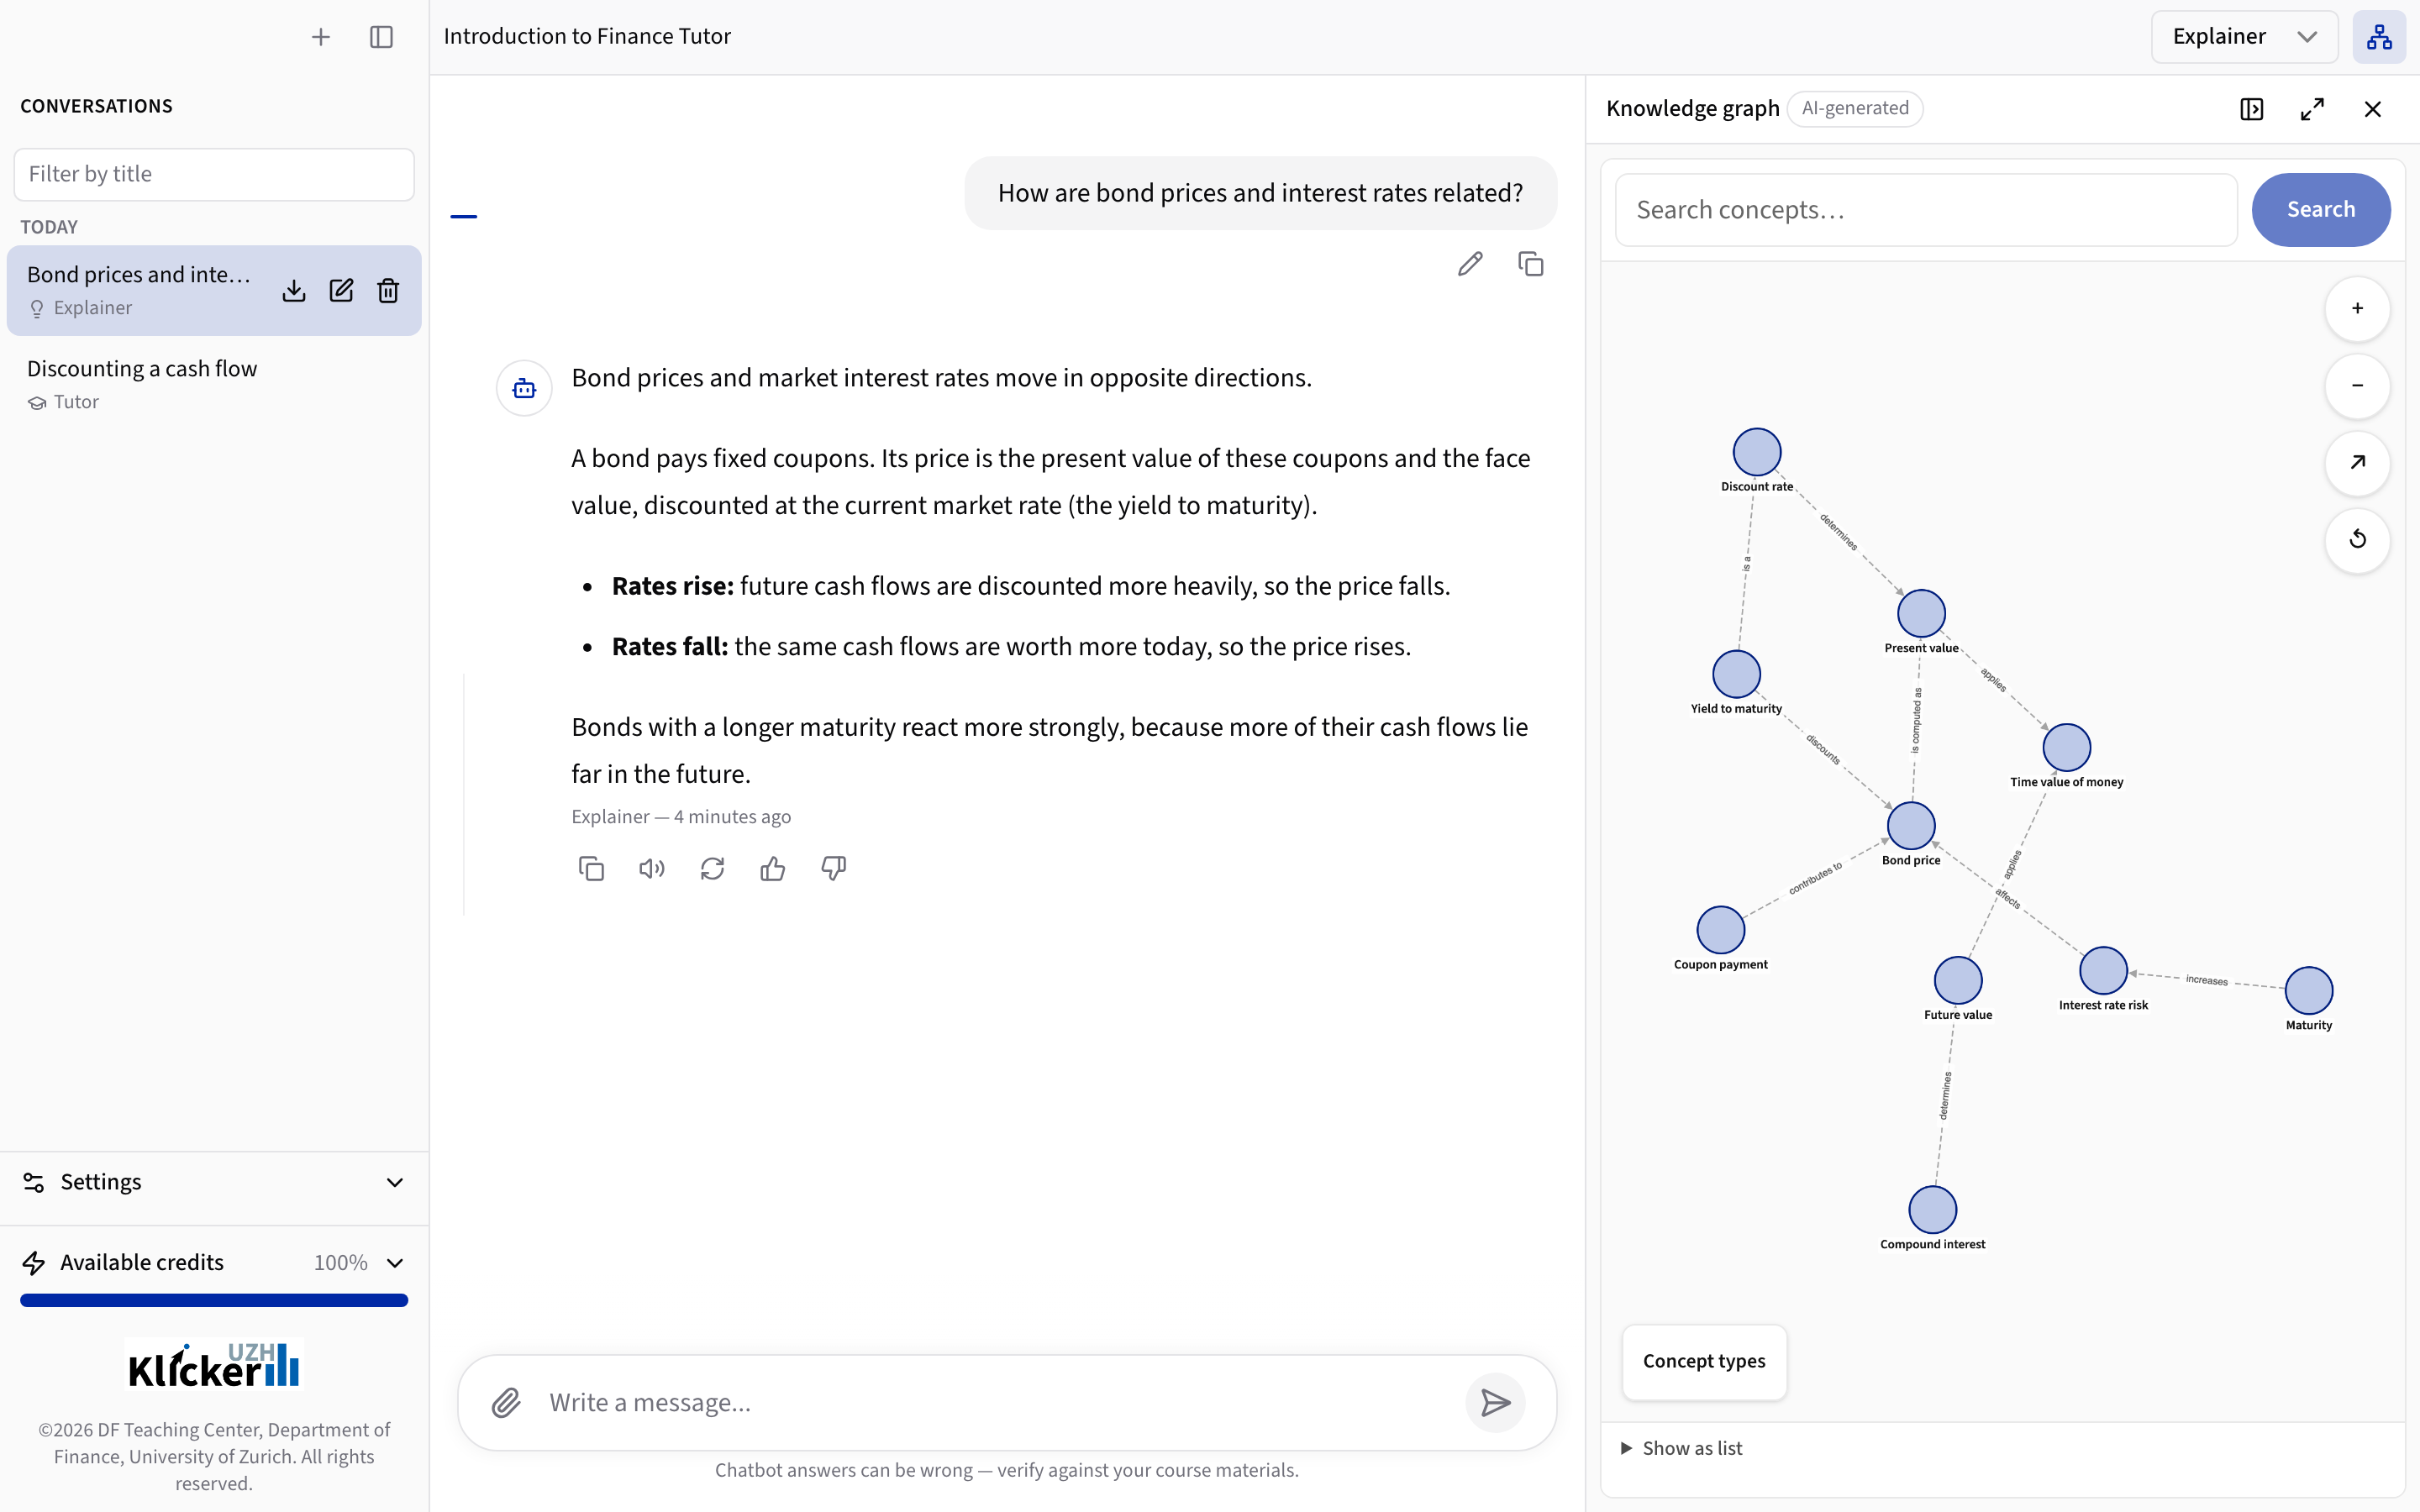 Introduction to Finance Tutor
Explainer
CONVERSATIONS
Filter by title
TODAY
Bond prices and inte...
Explainer
Discounting a cash flow
Tutor
Settings
Available credits 100%
UZH
Klicker
©2026 DF Teaching Center, Department of
Finance, University of Zurich. All rights
reserved.
How are bond prices and interest rates related?
Bond prices and market interest rates move in opposite directions.
A bond pays fixed coupons. Its price is the present value of these coupons and the face
value, discounted at the current market rate (the yield to maturity).
• Rates rise: future cash flows are discounted more heavily, so the price falls.
• Rates fall: the same cash flows are worth more today, so the price rises.
Bonds with a longer maturity react more strongly, because more of their cash flows lie
far in the future.
Explainer — 4 minutes ago
Write a message...
Chatbot answers can be wrong — verify against your course materials.
Knowledge graph AI-generated
Search concepts...
Search
Discount rate
determines
is a
Present value
Yield to maturity
applies
is computed as
discounts
Time value of money
Bond price
contributes to
applies
affects
Coupon payment
Future value
Interest rate risk
increases
Maturity
determines
Compound interest
Concept types
Show as list